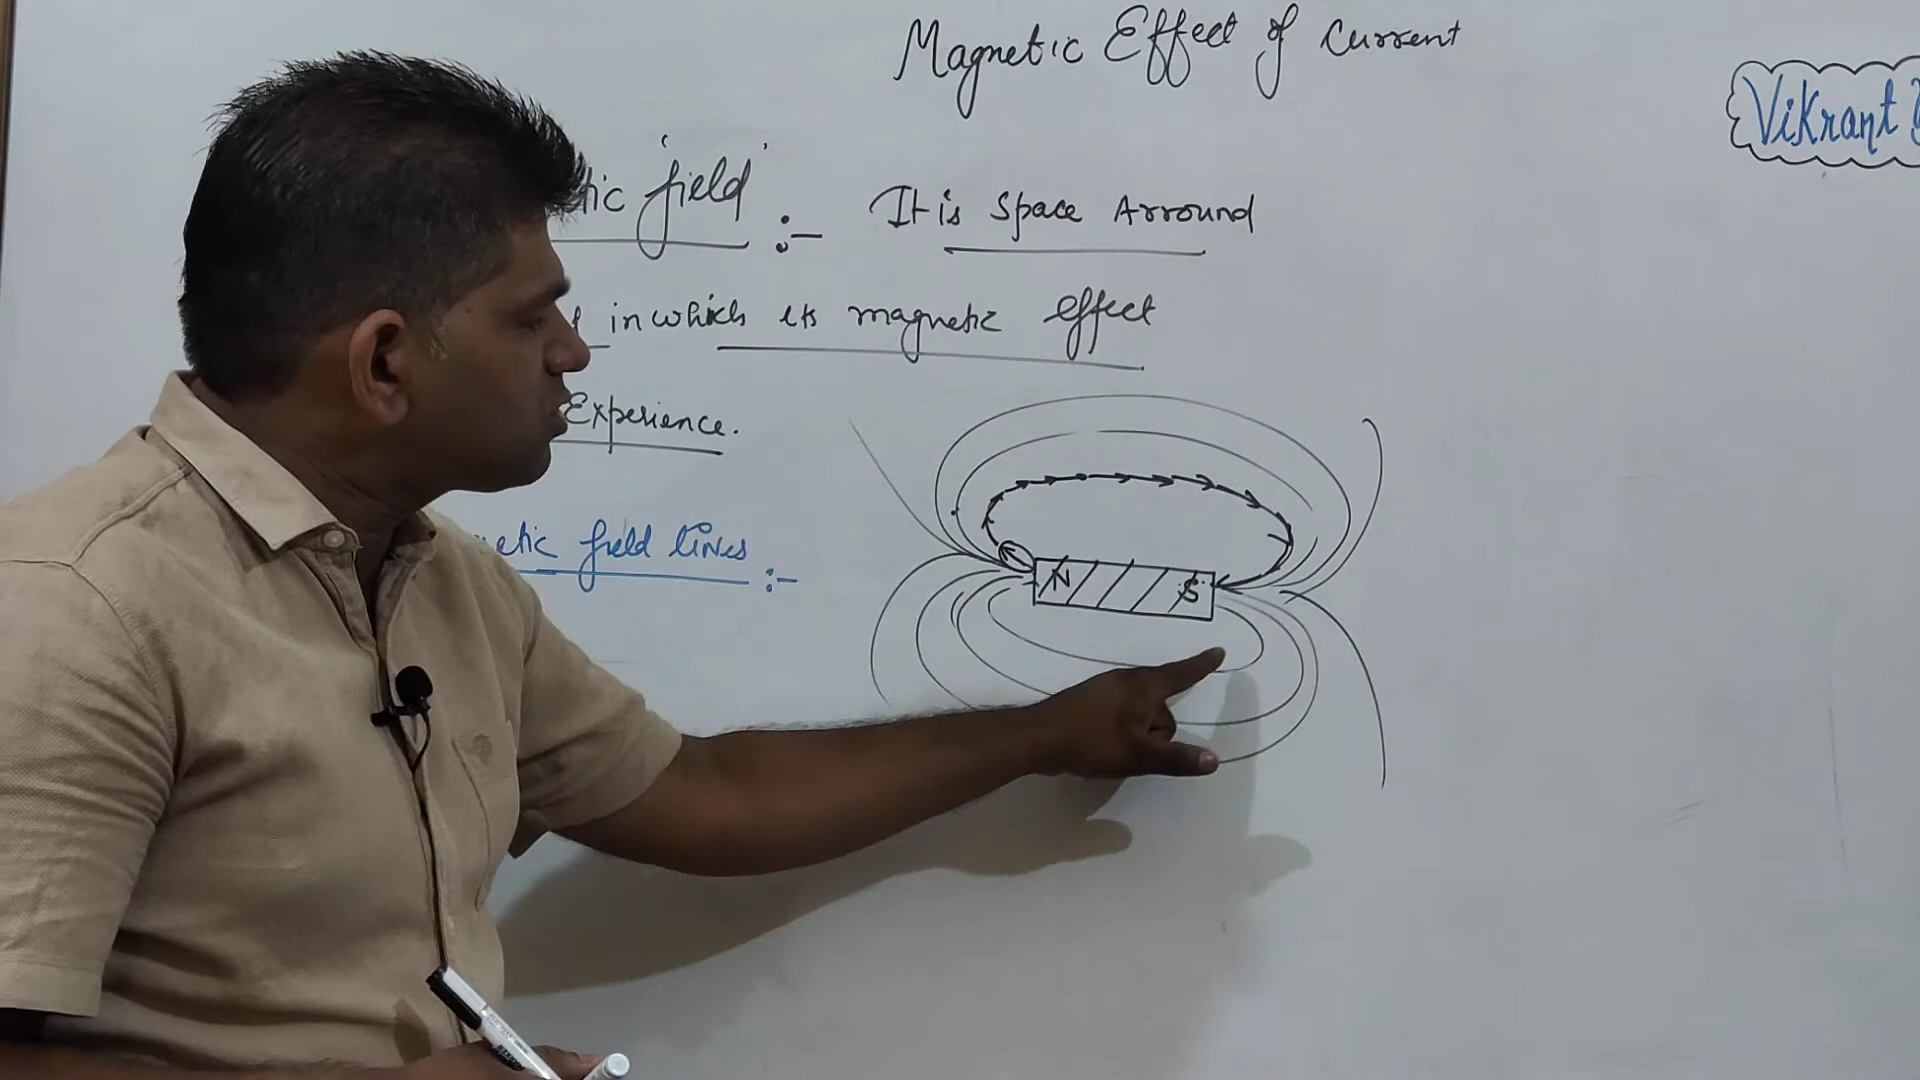 Magnetic Effect of Current
Vikrant
tic 'field' :- It is Space Arround
in which its magnetic effect
Experience.
netic field lines :-
N S